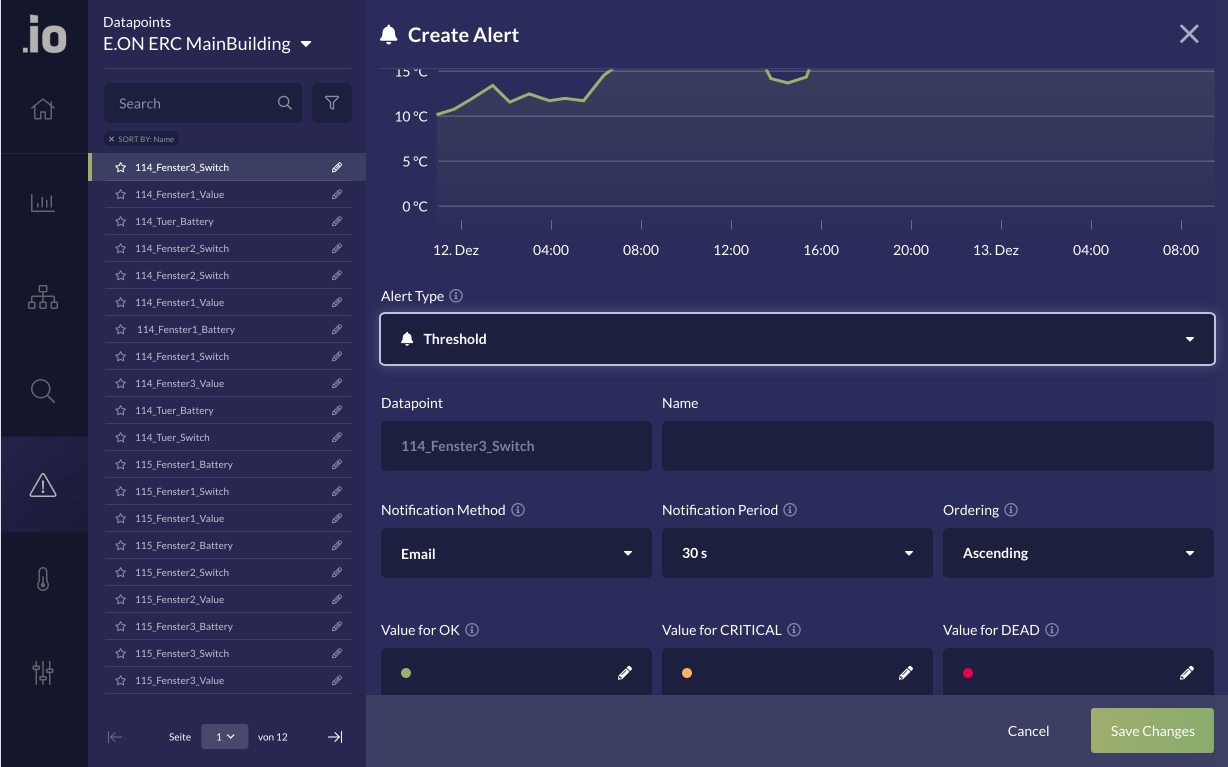 .io
Datapoints
E.ON ERC MainBuilding
Search
× SORT BY: Name
114_Fenster3_Switch
114_Fenster1_Value
114_Tuer_Battery
114_Fenster2_Switch
114_Fenster2_Switch
114_Fenster1_Value
114_Fenster1_Battery
114_Fenster1_Switch
114_Fenster3_Value
114_Tuer_Battery
114_Tuer_Switch
115_Fenster1_Battery
115_Fenster1_Switch
115_Fenster1_Value
115_Fenster2_Battery
115_Fenster2_Switch
115_Fenster2_Value
115_Fenster3_Battery
115_Fenster3_Switch
115_Fenster3_Value
Seite 1 von 12
Create Alert
15 °C
10 °C
5 °C
0 °C
12. Dez 04:00 08:00 12:00 16:00 20:00 13. Dez 04:00 08:00
Alert Type
Threshold
Datapoint Name
114_Fenster3_Switch
Notification Method Notification Period Ordering
Email 30 s Ascending
Value for OK Value for CRITICAL Value for DEAD
Cancel Save Changes